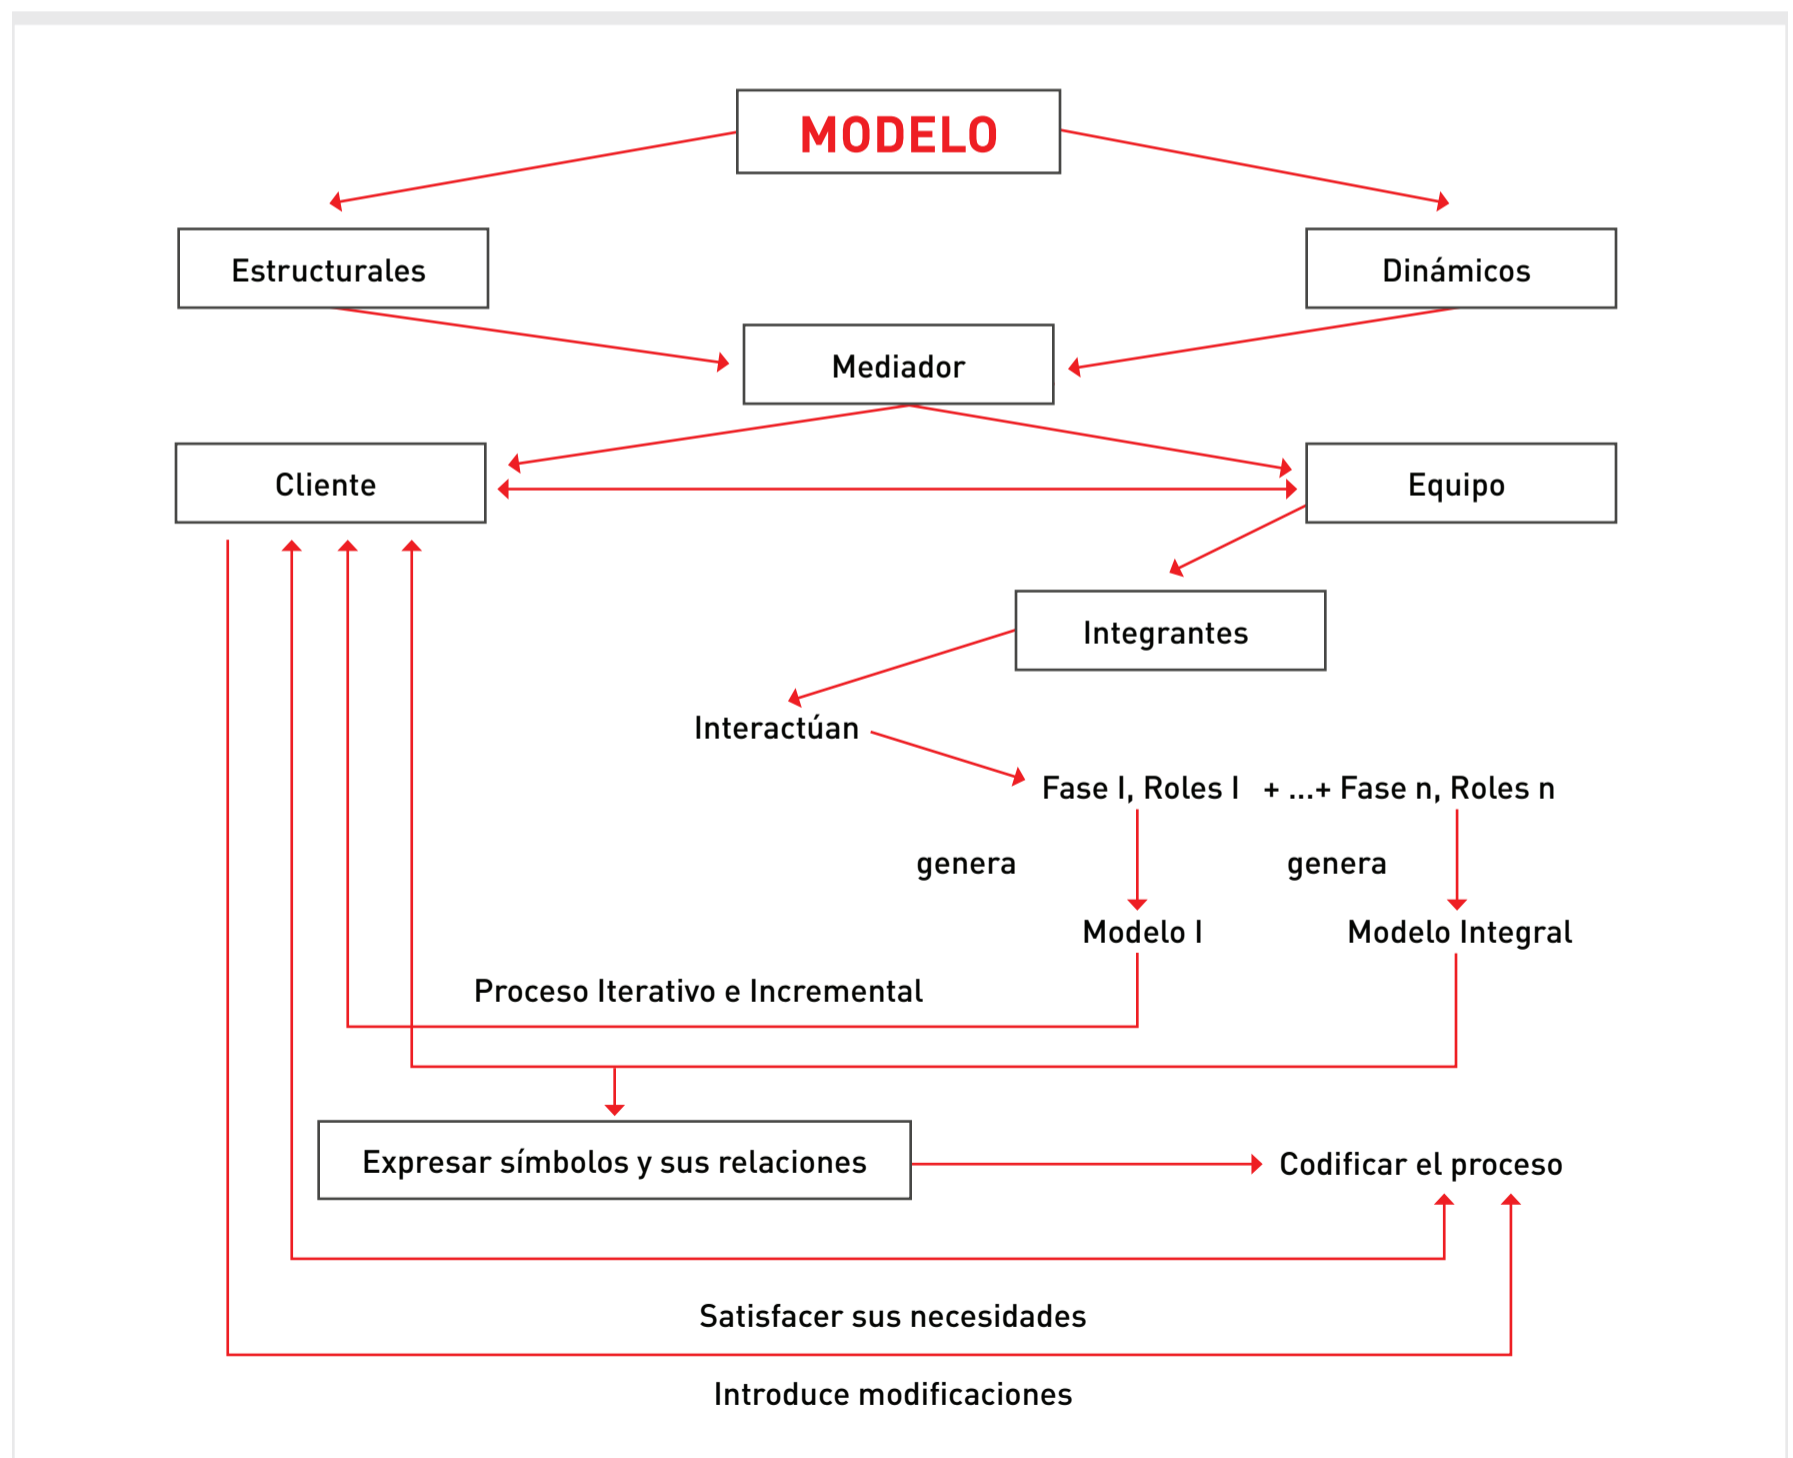 MODELO
Estructurales
Dinámicos
Mediador
Cliente
Equipo
Integrantes
Interactúan
Fase I, Roles I + ...+ Fase n, Roles n
genera
genera
Modelo I
Modelo Integral
Proceso Iterativo e Incremental
Expresar símbolos y sus relaciones
Codificar el proceso
Satisfacer sus necesidades
Introduce modificaciones